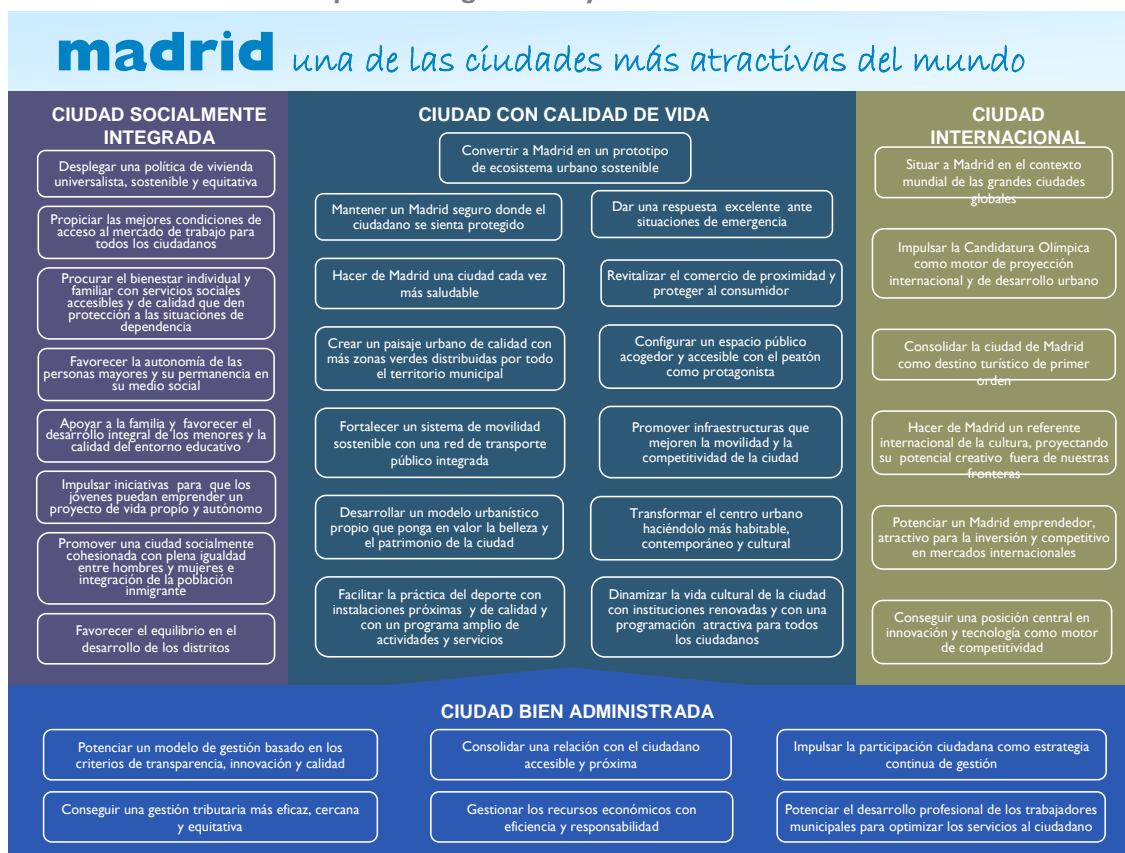 madrid una de las ciudades más atractivas del mundo
CIUDAD SOCIALMENTE
INTEGRADA
Desplegar una política de vivienda
universalista, sostenible y equitativa
Propiciar las mejores condiciones de
acceso al mercado de trabajo para
todos los ciudadanos
Procurar el bienestar individual y
familiar con servicios sociales
accesibles y de calidad que den
protección a las situaciones de
dependencia
Favorecer la autonomía de las
personas mayores y su permanencia en
su medio social
Apoyar a la familia y favorecer el
desarrollo integral de los menores y la
calidad del entorno educativo
Impulsar iniciativas para que los
jóvenes puedan emprender un
proyecto de vida propio y autónomo
Promover una ciudad socialmente
cohesionada con plena igualdad
entre hombres y mujeres e
integración de la población
inmigrante
Favorecer el equilibrio en el
desarrollo de los distritos
CIUDAD CON CALIDAD DE VIDA
Convertir a Madrid en un prototipo
de ecosistema urbano sostenible
Mantener un Madrid seguro donde el
ciudadano se sienta protegido
Dar una respuesta excelente ante
situaciones de emergencia
Hacer de Madrid una ciudad cada vez
más saludable
Revitalizar el comercio de proximidad y
proteger al consumidor
Crear un paisaje urbano de calidad con
más zonas verdes distribuidas por todo
el territorio municipal
Configurar un espacio público
acogedor y accesible con el peatón
como protagonista
Fortalecer un sistema de movilidad
sostenible con una red de transporte
público integrada
Promover infraestructuras que
mejoren la movilidad y la
competitividad de la ciudad
Desarrollar un modelo urbanístico
propio que ponga en valor la belleza y
el patrimonio de la ciudad
Transformar el centro urbano
haciéndolo más habitable,
contemporáneo y cultural
Facilitar la práctica del deporte con
instalaciones próximas y de calidad y
con un programa amplio de
actividades y servicios
Dinamizar la vida cultural de la ciudad
con instituciones renovadas y con una
programación atractiva para todos
los ciudadanos
CIUDAD
INTERNACIONAL
Situar a Madrid en el contexto
mundial de las grandes ciudades
globales
Impulsar la Candidatura Olímpica
como motor de proyección
internacional y de desarrollo urbano
Consolidar la ciudad de Madrid
como destino turístico de primer
orden
Hacer de Madrid un referente
internacional de la cultura, proyectando
su potencial creativo fuera de nuestras
fronteras
Potenciar un Madrid emprendedor,
atractivo para la inversión y competitivo
en mercados internacionales
Conseguir una posición central en
innovación y tecnología como motor
de competitividad
CIUDAD BIEN ADMINISTRADA
Potenciar un modelo de gestión basado en los
criterios de transparencia, innovación y calidad
Consolidar una relación con el ciudadano
accesible y próxima
Impulsar la participación ciudadana como estrategia
continua de gestión
Conseguir una gestión tributaria más eficaz, cercana
y equitativa
Gestionar los recursos económicos con
eficiencia y responsabilidad
Potenciar el desarrollo profesional de los trabajadores
municipales para optimizar los servicios al ciudadano